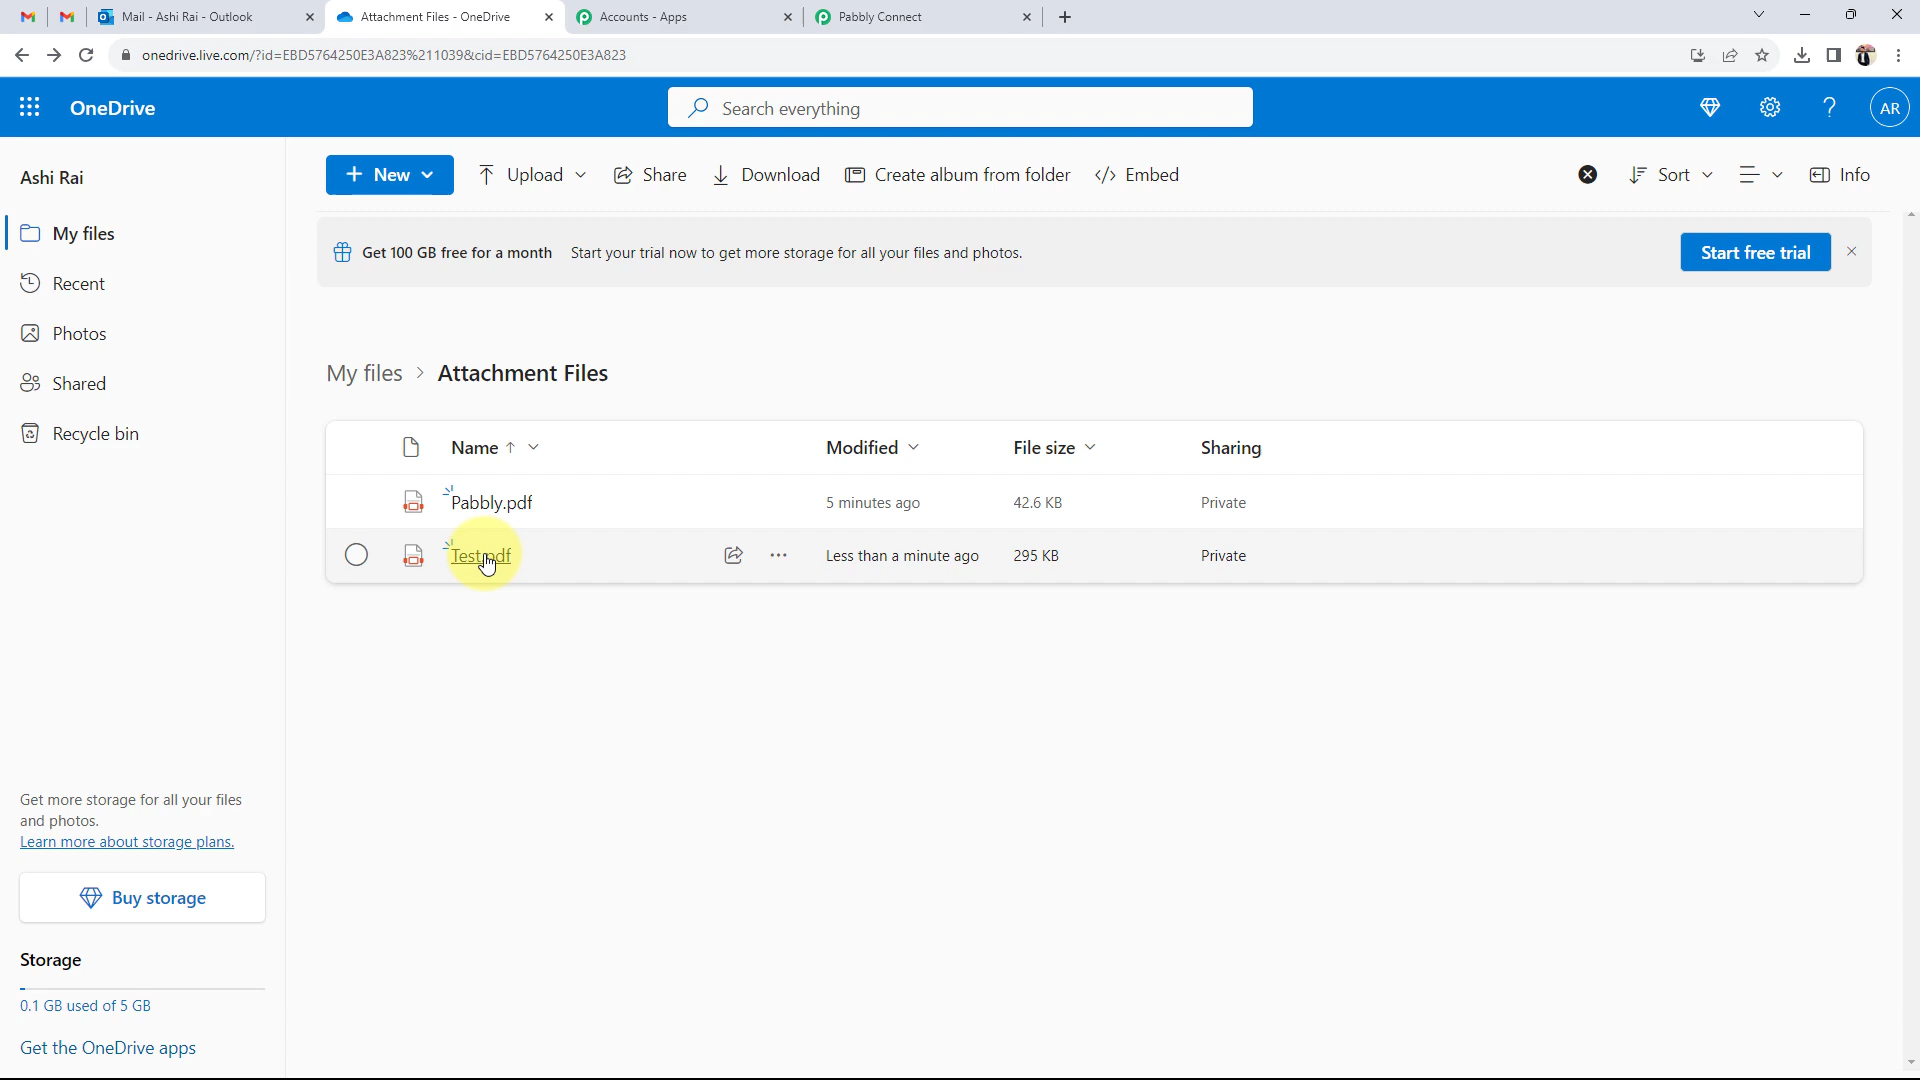 Mail - Ashi Rai - Outlook
Attachment Files - OneDrive
Accounts - Apps
Pabbly Connect
onedrive.live.com/?id=EBD5764250E3A823%211039&cid=EBD5764250E3A823
OneDrive
Search everything
AR
Ashi Rai
New
Upload
Share
Download
Create album from folder
Embed
Sort
Info
My files
Recent
Photos
Shared
Recycle bin
Get 100 GB free for a month Start your trial now to get more storage for all your files and photos.
Start free trial
My files > Attachment Files
Name Modified File size Sharing
Pabbly.pdf 5 minutes ago 42.6 KB Private
Test.pdf Less than a minute ago 295 KB Private
Get more storage for all your files
and photos.
Learn more about storage plans.
Buy storage
Storage
0.1 GB used of 5 GB
Get the OneDrive apps